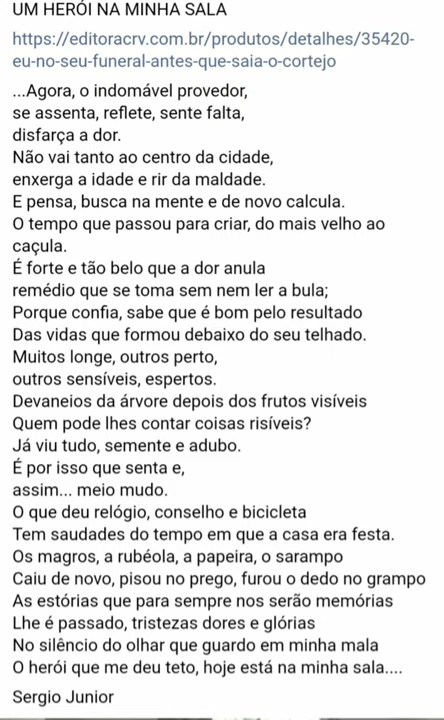 UM HERÓI NA MINHA SALA
https://editoracrv.com.br/produtos/detalhes/35420-
eu-no-seu-funeral-antes-que-saia-o-cortejo
...Agora, o indomável provedor,
se assenta, reflete, sente falta,
disfarça a dor.
Não vai tanto ao centro da cidade,
enxerga a idade e rir da maldade.
E pensa, busca na mente e de novo calcula.
O tempo que passou para criar, do mais velho ao
caçula.
É forte e tão belo que a dor anula
remédio que se toma sem nem ler a bula;
Porque confia, sabe que é bom pelo resultado
Das vidas que formou debaixo do seu telhado.
Muitos longe, outros perto,
outros sensíveis, espertos.
Devaneios da árvore depois dos frutos visíveis
Quem pode lhes contar coisas risíveis?
Já viu tudo, semente e adubo.
É por isso que senta e,
assim... meio mudo.
O que deu relógio, conselho e bicicleta
Tem saudades do tempo em que a casa era festa.
Os magros, a rubéola, a papeira, o sarampo
Caiu de novo, pisou no prego, furou o dedo no grampo
As estórias que para sempre nos serão memórias
Lhe é passado, tristezas dores e glórias
No silêncio do olhar que guardo em minha mala
O herói que me deu teto, hoje está na minha sala....
Sergio Junior